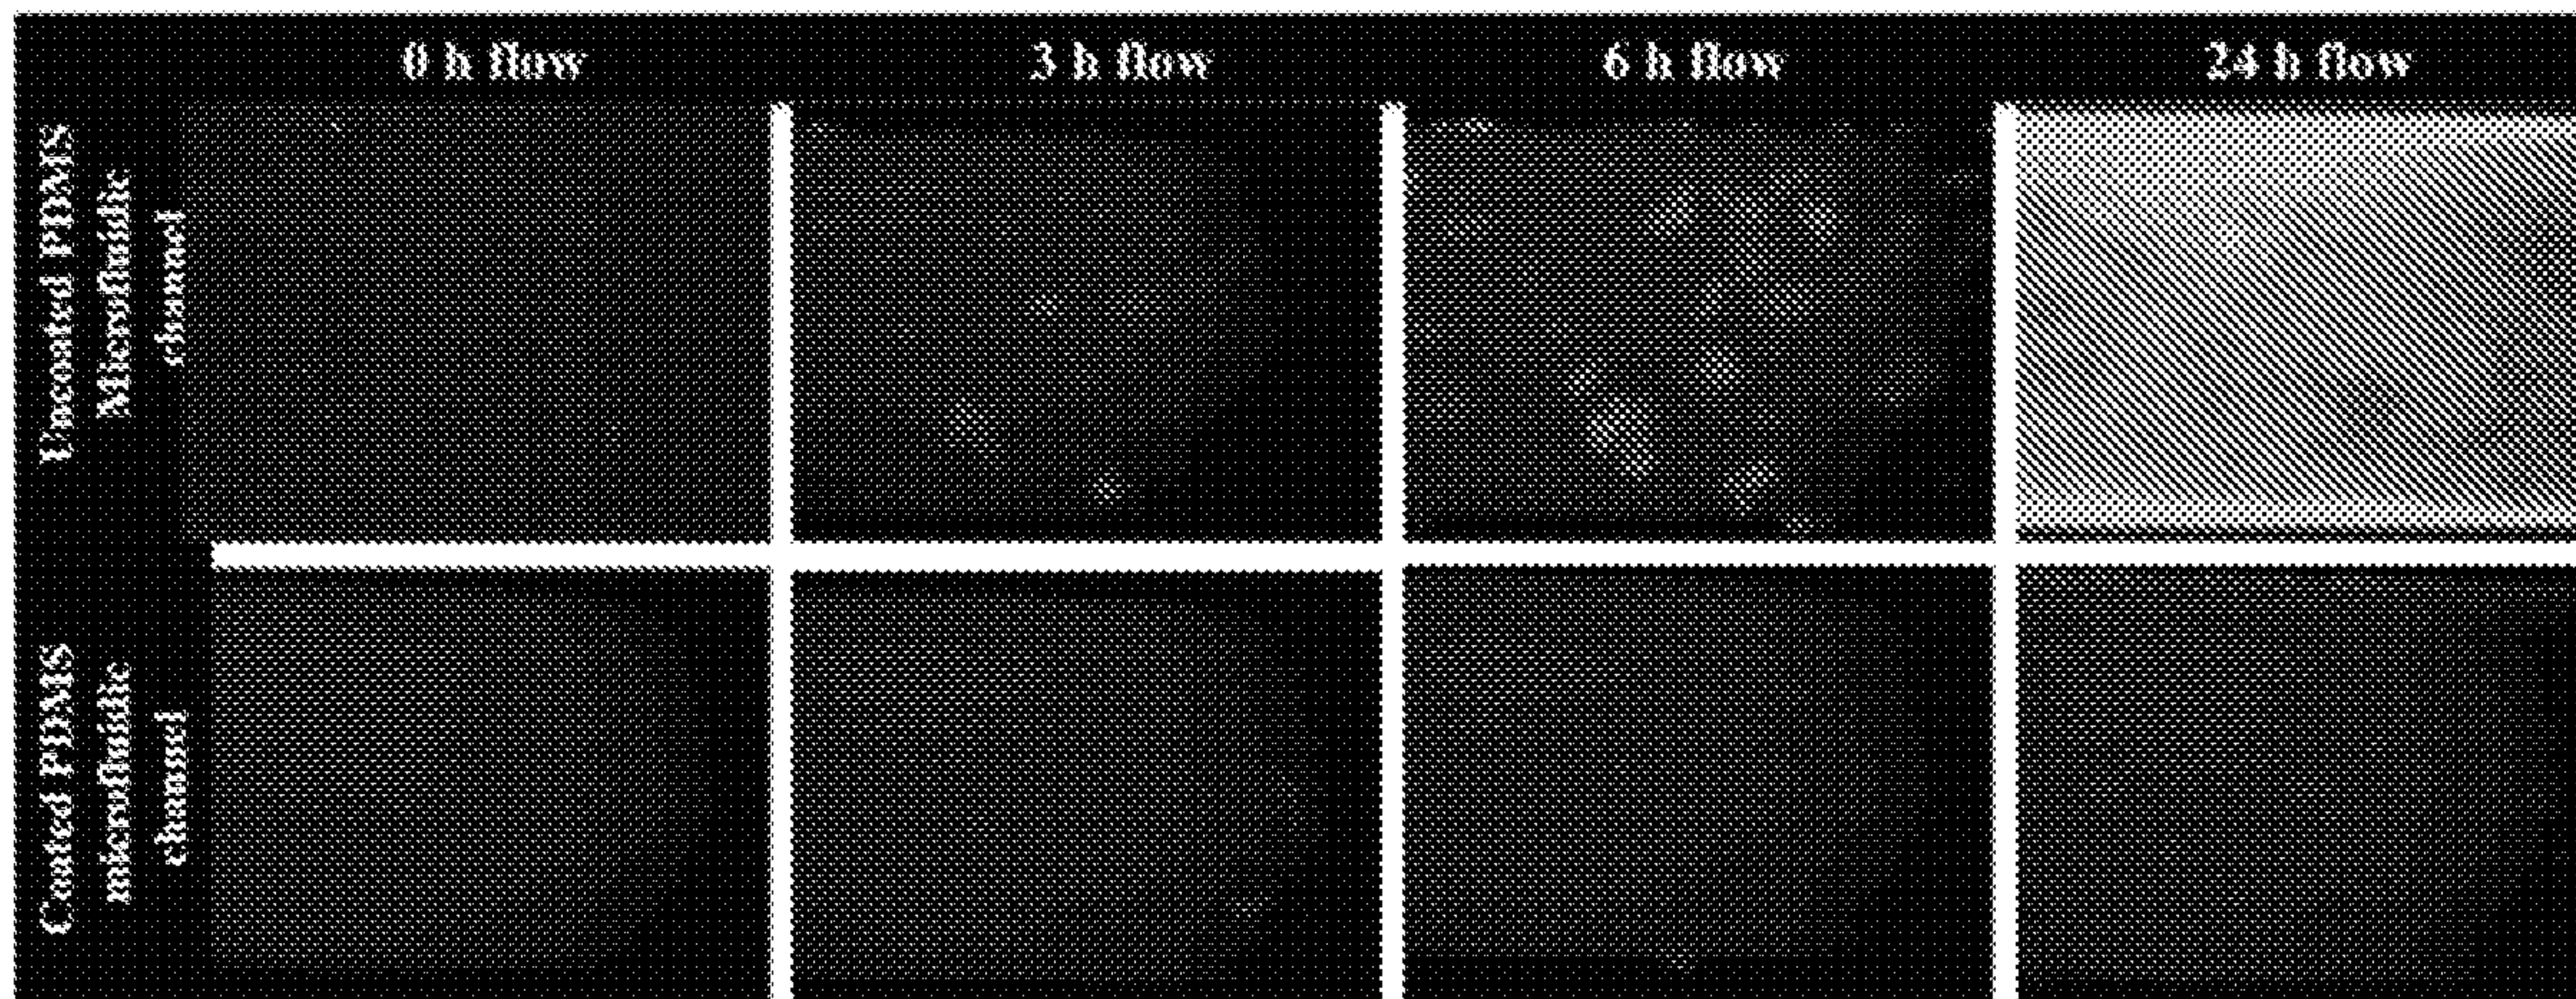 0 h flow 3 h flow 6 h flow 24 h flow
Uncoated PDMS
Microfluidic
channel
Coated PDMS
microfluidic
channel